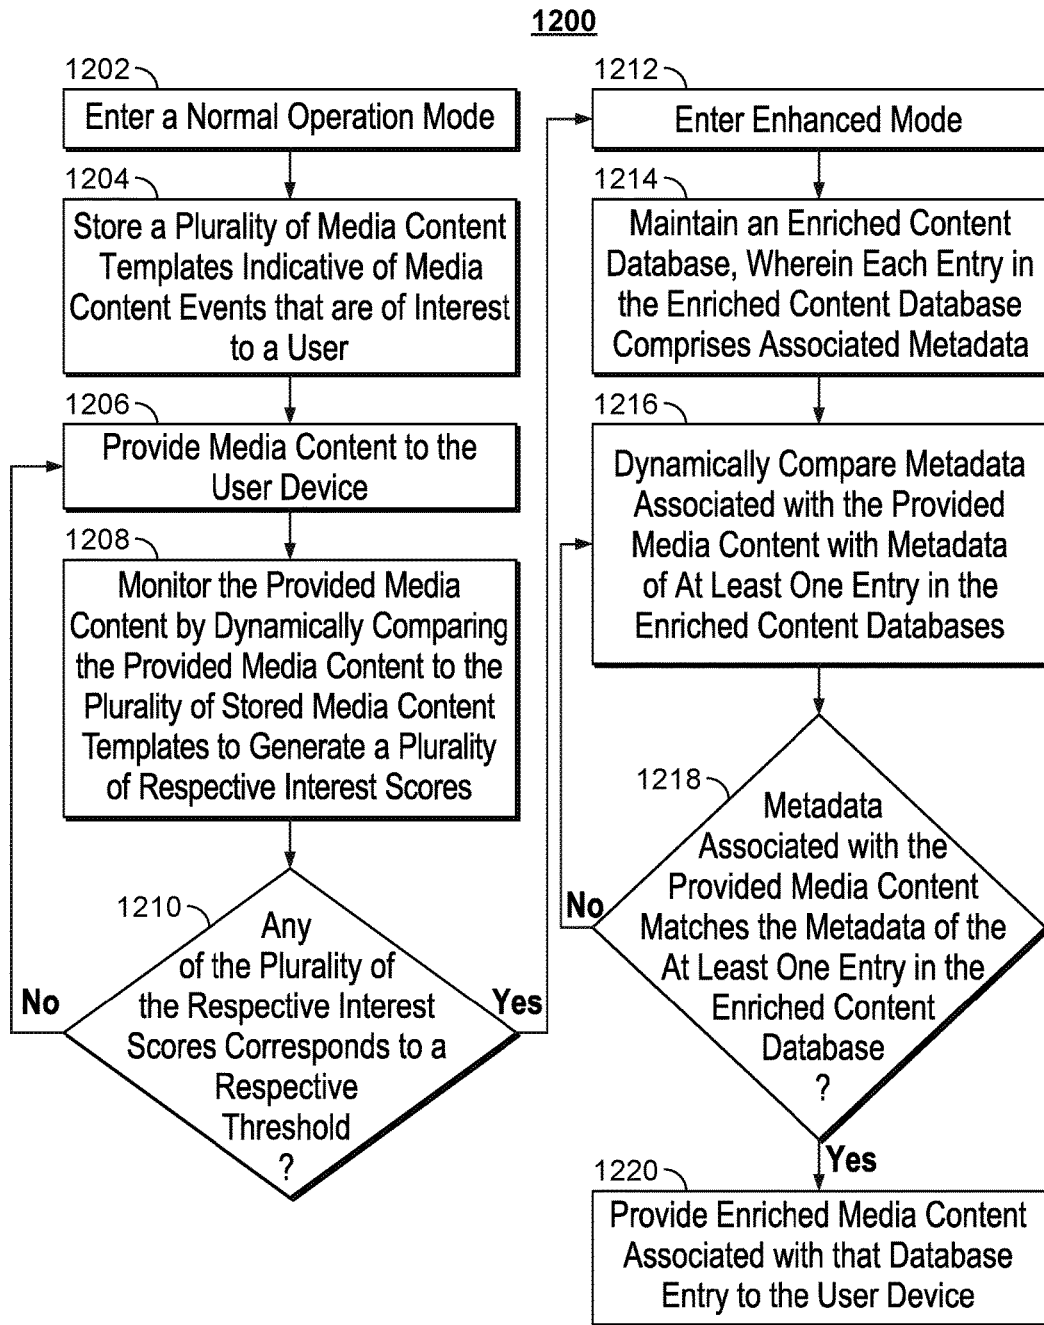 1200
1202
Enter a Normal Operation Mode
1204
Store a Plurality of Media Content
Templates Indicative of Media
Content Events that are of Interest
to a User
1206
Provide Media Content to the
User Device
1208
Monitor the Provided Media
Content by Dynamically Comparing
the Provided Media Content to the
Plurality of Stored Media Content
Templates to Generate a Plurality
of Respective Interest Scores
1210
Any
of the Plurality of
the Respective Interest
Scores Corresponds to a
Respective
Threshold
?
No
Yes
1212
Enter Enhanced Mode
1214
Maintain an Enriched Content
Database, Wherein Each Entry in
the Enriched Content Database
Comprises Associated Metadata
1216
Dynamically Compare Metadata
Associated with the Provided
Media Content with Metadata
of At Least One Entry in the
Enriched Content Databases
1218
Metadata
Associated with the
Provided Media Content
Matches the Metadata of the
At Least One Entry in the
Enriched Content
Database
?
No
Yes
1220
Provide Enriched Media Content
Associated with that Database
Entry to the User Device